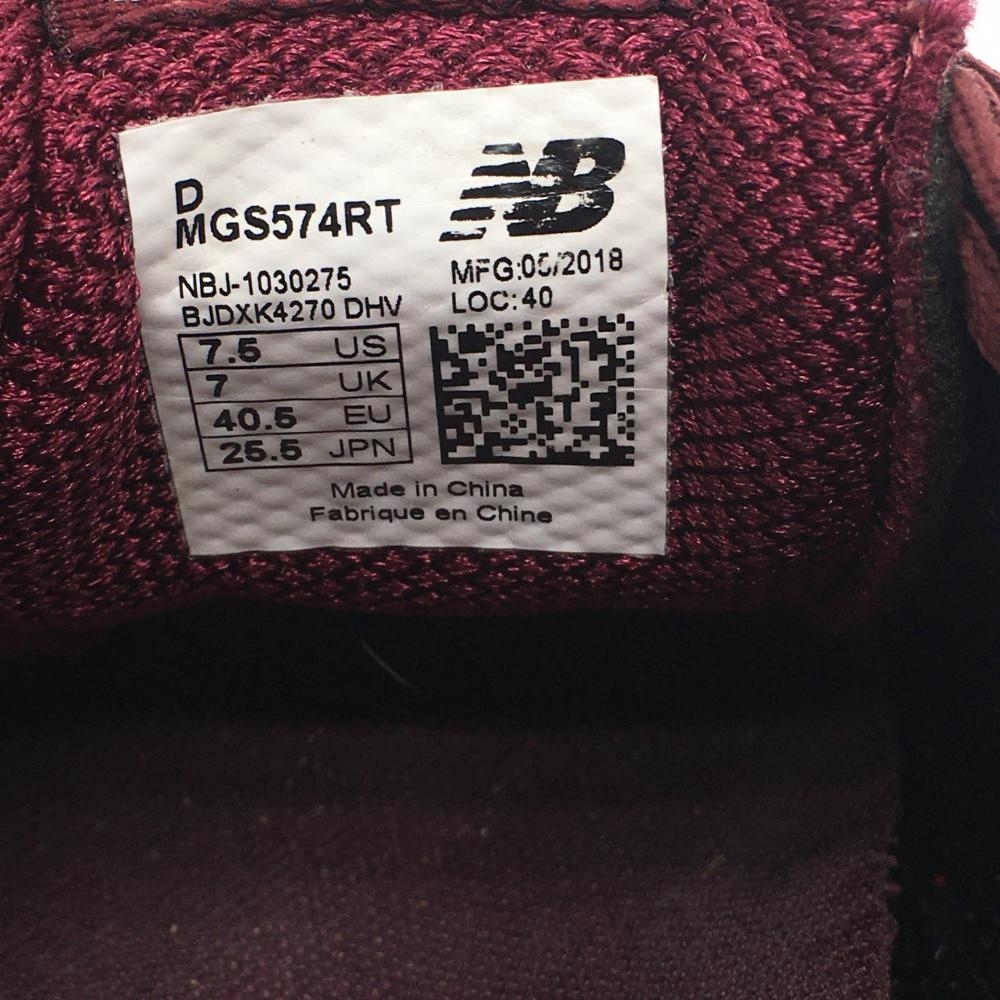 D
MGS574RT
NB
NBJ-1030275
BJDXK4270 DHV
MFG:05/2018
LOC:40
7.5 US
7 UK
40.5 EU
25.5 JPN
Made in China
Fabrique en Chine